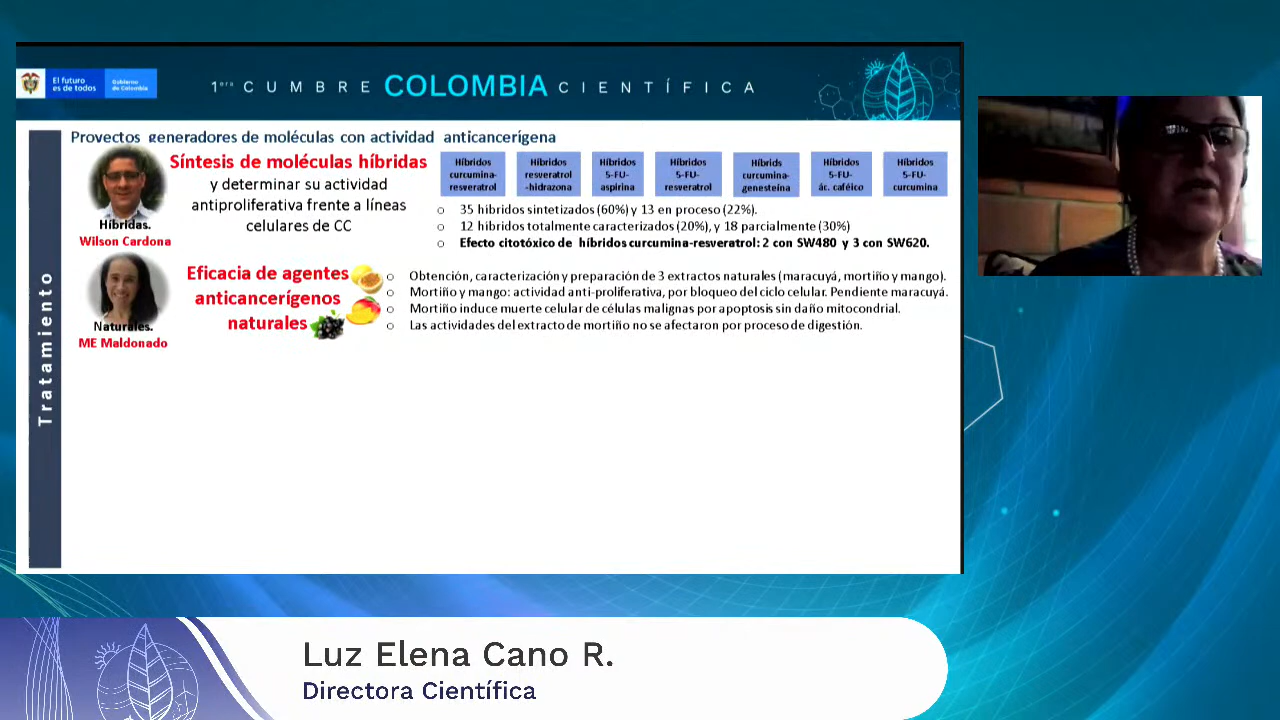 El futuro
es de todos
Gobierno
de Colombia
1era CUMBRE COLOMBIA CIENTÍFICA
Proyectos generadores de moléculas con actividad anticancerígena
Síntesis de moléculas híbridas
y determinar su actividad
antiproliferativa frente a líneas
celulares de CC
Híbridas.
Wilson Cardona
Híbridos
curcumina-
resveratrol
Híbridos
resveratrol
-hidrazona
Híbridos
5-FU-
aspirina
Híbridos
5-FU-
resveratrol
Híbrids
curcumina-
genesteína
Híbridos
5-FU-
ác. caféico
Híbridos
5-FU-
curcumina
o 35 híbridos sintetizados (60%) y 13 en proceso (22%).
o 12 híbridos totalmente caracterizados (20%), y 18 parcialmente (30%)
o Efecto citotóxico de híbridos curcumina-resveratrol: 2 con SW480 y 3 con SW620.
Eficacia de agentes
anticancerígenos
naturales
Naturales.
ME Maldonado
o Obtención, caracterización y preparación de 3 extractos naturales (maracuyá, mortiño y mango).
o Mortiño y mango: actividad anti-proliferativa, por bloqueo del ciclo celular. Pendiente maracuyá.
o Mortiño induce muerte celular de células malignas por apoptosis sin daño mitocondrial.
o Las actividades del extracto de mortiño no se afectaron por proceso de digestión.
Tratamiento
Luz Elena Cano R.
Directora Científica